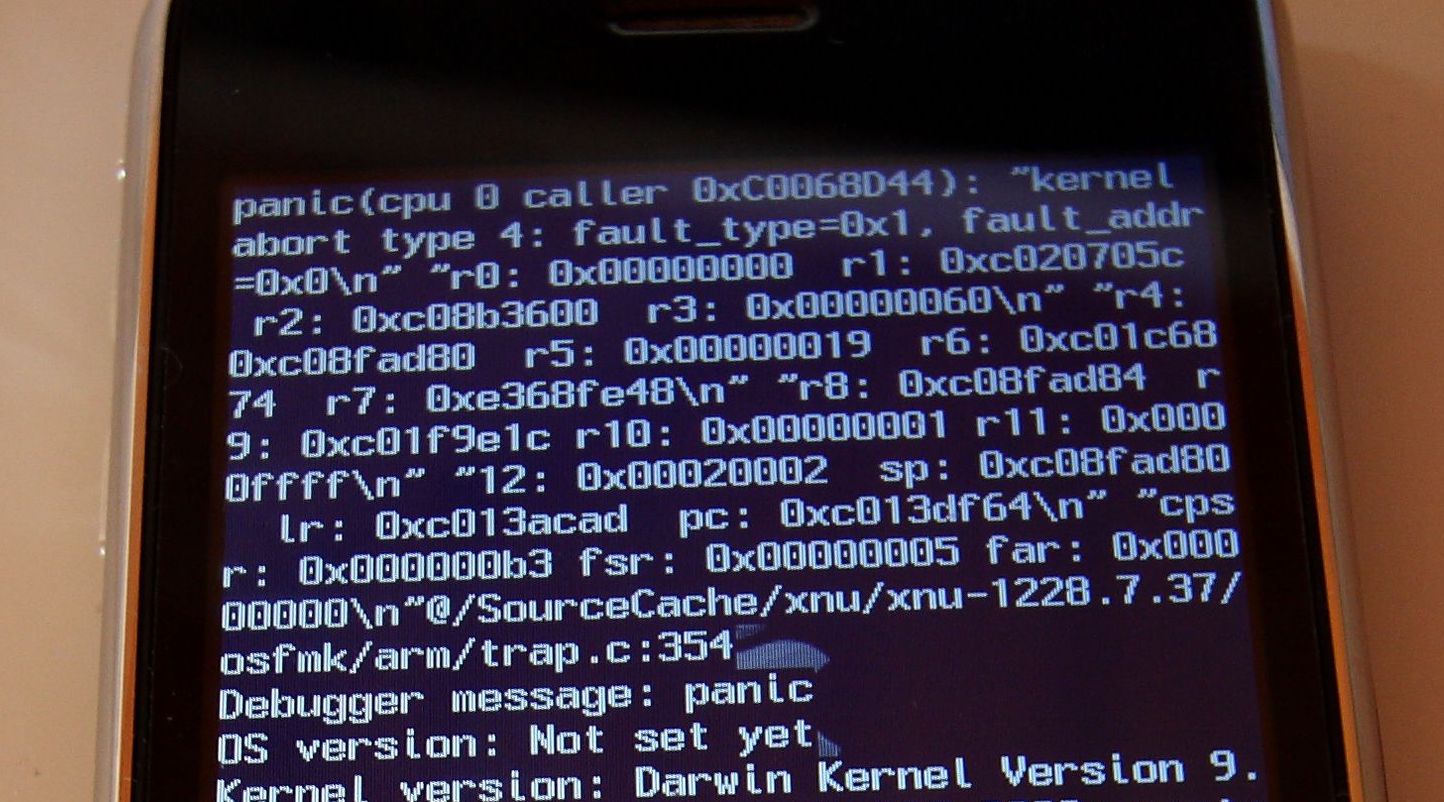 panic(cpu 0 caller 0xC0068D44): "kernel
abort type 4: fault_type=0x1, fault_addr
=0x0\n" "r0: 0x00000000  r1: 0xc020705c
 r2: 0xc08b3600  r3: 0x00000060\n" "r4:
0xc08fad80  r5: 0x00000019  r6: 0xc01c68
74  r7: 0xe368fe48\n" "r8: 0xc08fad84  r
9: 0xc01f9e1c r10: 0x00000001 r11: 0x000
0ffff\n" "12: 0x00020002  sp: 0xc08fad80
  lr: 0xc013acad  pc: 0xc013df64\n" "cps
r: 0x000000b3 fsr: 0x00000005 far: 0x000
00000\n"@/SourceCache/xnu/xnu-1228.7.37/
osfmk/arm/trap.c:354
Debugger message: panic
OS version: Not set yet
Kernel version: Darwin Kernel Version 9.